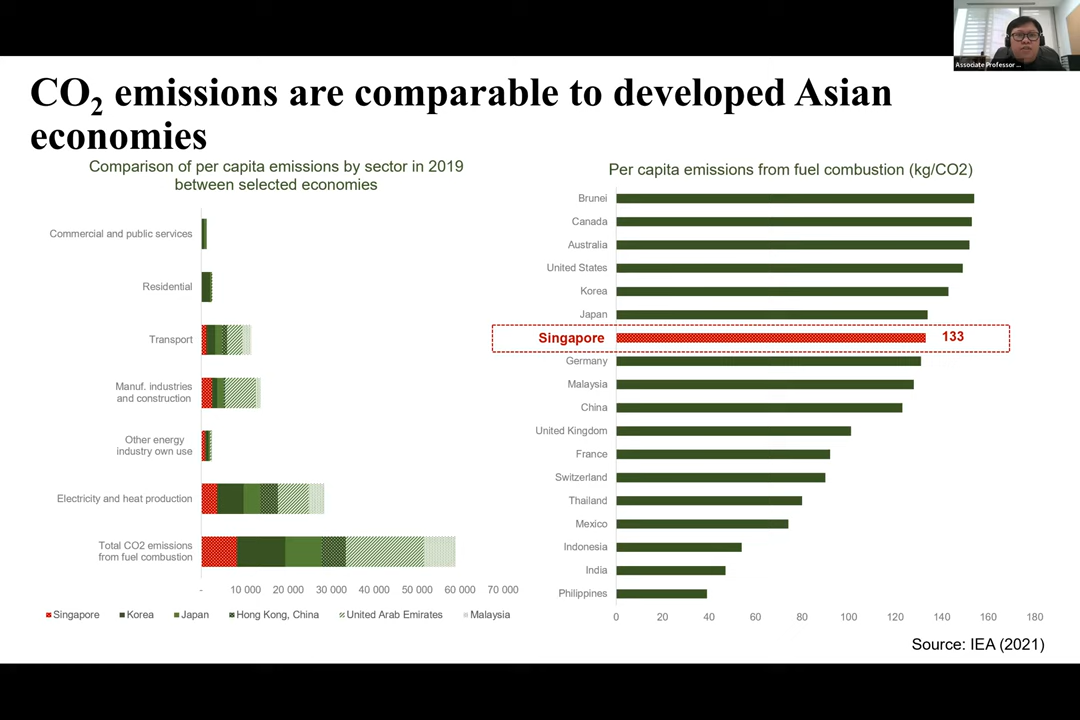 Associate Professor ...
CO2 emissions are comparable to developed Asian
economies
Comparison of per capita emissions by sector in 2019
between selected economies
Commercial and public services
Residential
Transport
Manuf. industries
and construction
Other energy
industry own use
Electricity and heat production
Total CO2 emissions
from fuel combustion
- 10 000 20 000 30 000 40 000 50 000 60 000 70 000
Singapore Korea Japan Hong Kong, China United Arab Emirates Malaysia
Per capita emissions from fuel combustion (kg/CO2)
Brunei
Canada
Australia
United States
Korea
Japan
Singapore 133
Germany
Malaysia
China
United Kingdom
France
Switzerland
Thailand
Mexico
Indonesia
India
Philippines
0 20 40 60 80 100 120 140 160 180
Source: IEA (2021)